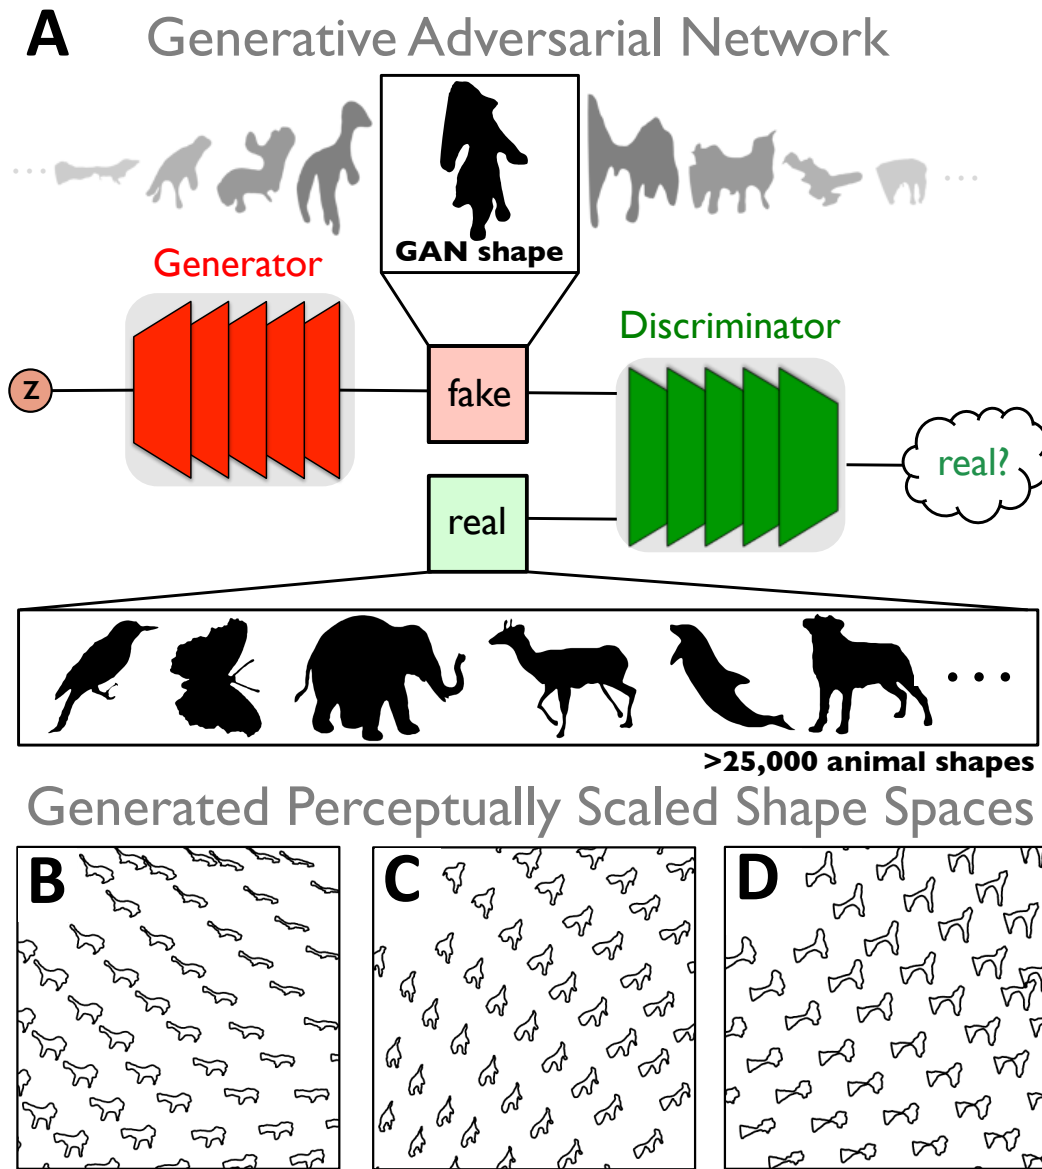 A Generative Adversarial Network
GAN shape
Generator
Discriminator
z
fake
real?
real
>25,000 animal shapes
Generated Perceptually Scaled Shape Spaces
B
C
D